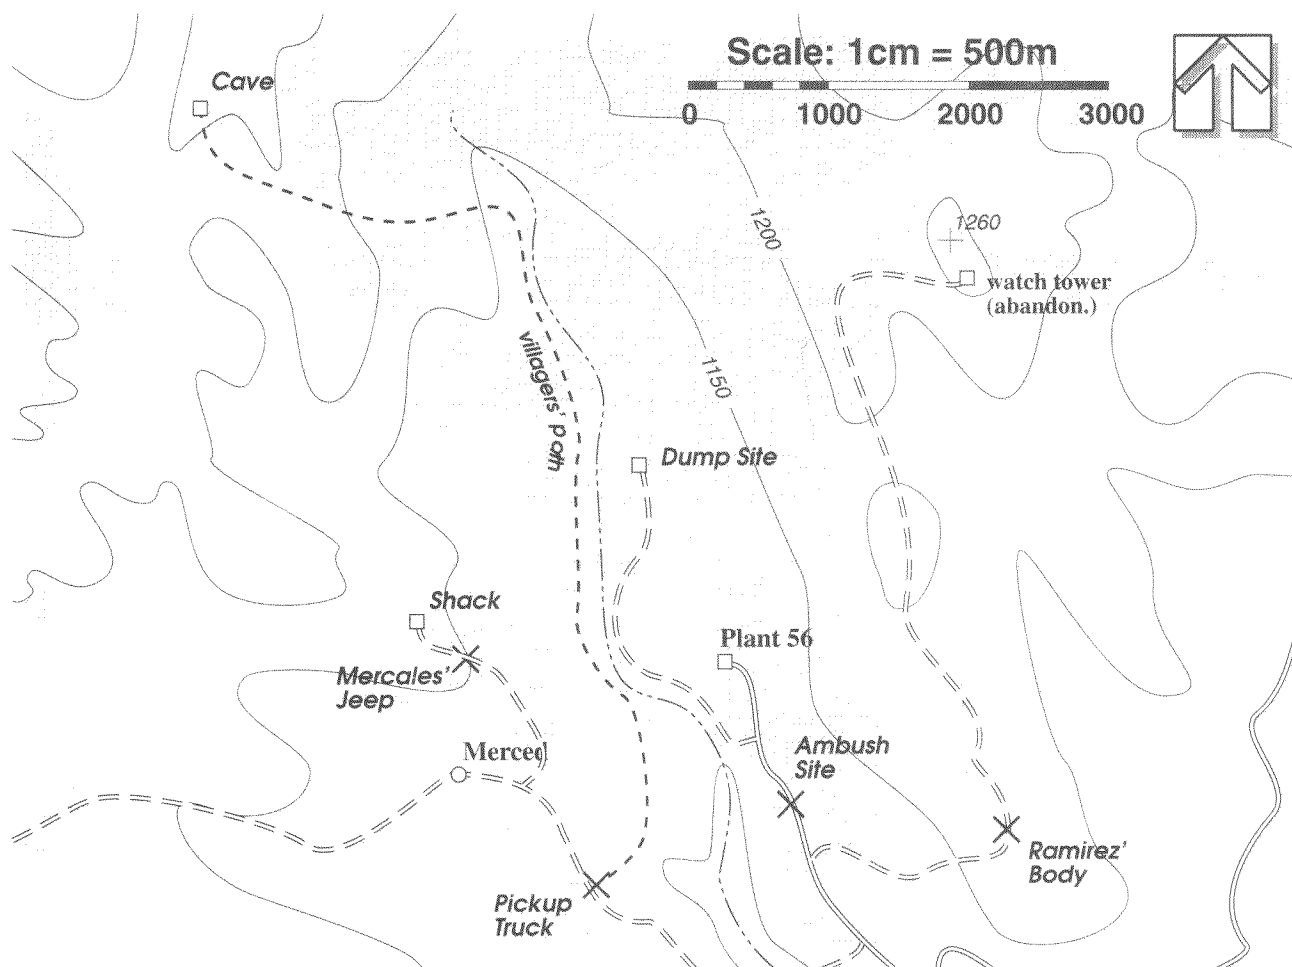 Scale: 1cm = 500m
0 1000 2000 3000
Cave
1200
1260
watch tower
(abandon.)
villagers' path
1150
Dump Site
Shack
Plant 56
Mercales'
Jeep
Merced
Ambush
Site
Ramirez'
Body
Pickup
Truck